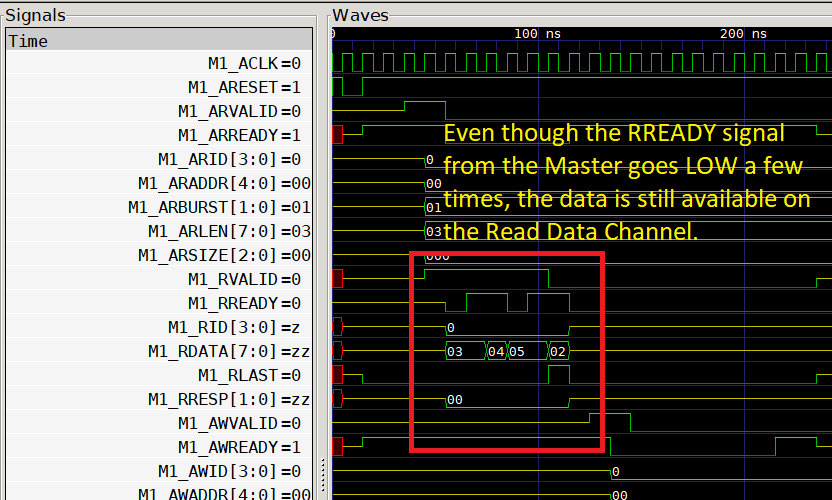 Signals
Waves
Time
0
100 ns
200 ns
M1_ACLK=0
M1_ARESET=1
M1_ARVALID=0
M1_ARREADY=1
Even though the RREADY signal
from the Master goes LOW a few
times, the data is still available on
the Read Data Channel.
M1_ARID[3:0]=0
0
M1_ARADDR[4:0]=00
00
M1_ARBURST[1:0]=01
01
M1_ARLEN[7:0]=03
03
M1_ARSIZE[2:0]=00
000
M1_RVALID=0
M1_RREADY=0
M1_RID[3:0]=z
0
M1_RDATA[7:0]=zz
03 04 05 02
M1_RLAST=0
M1_RRESP[1:0]=zz
00
M1_AWVALID=0
M1_AWREADY=1
M1_AWID[3:0]=0
0
M1_AWADDR[4:0]=00
00